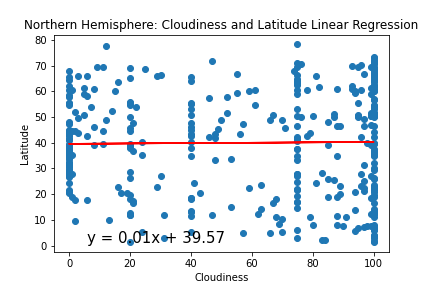 Northern Hemisphere: Cloudiness and Latitude Linear Regression
80
70
60
50
40
30
20
10
0
Latitude
y = 0.01x + 39.57
0 20 40 60 80 100
Cloudiness